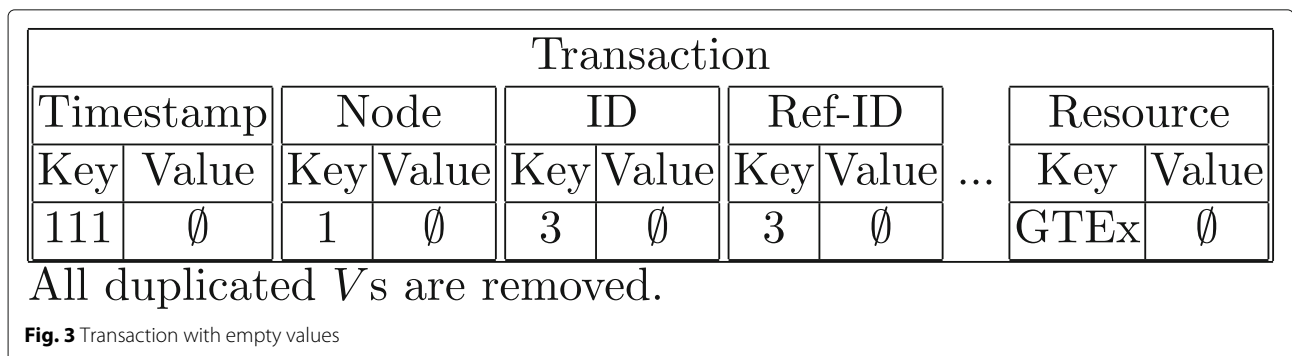 Transaction
Timestamp Node ID Ref-ID Resource
Key Value Key Value Key Value Key Value ... Key Value
111 ∅ 1 ∅ 3 ∅ 3 ∅ GTEx ∅
All duplicated Vs are removed.
Fig. 3 Transaction with empty values